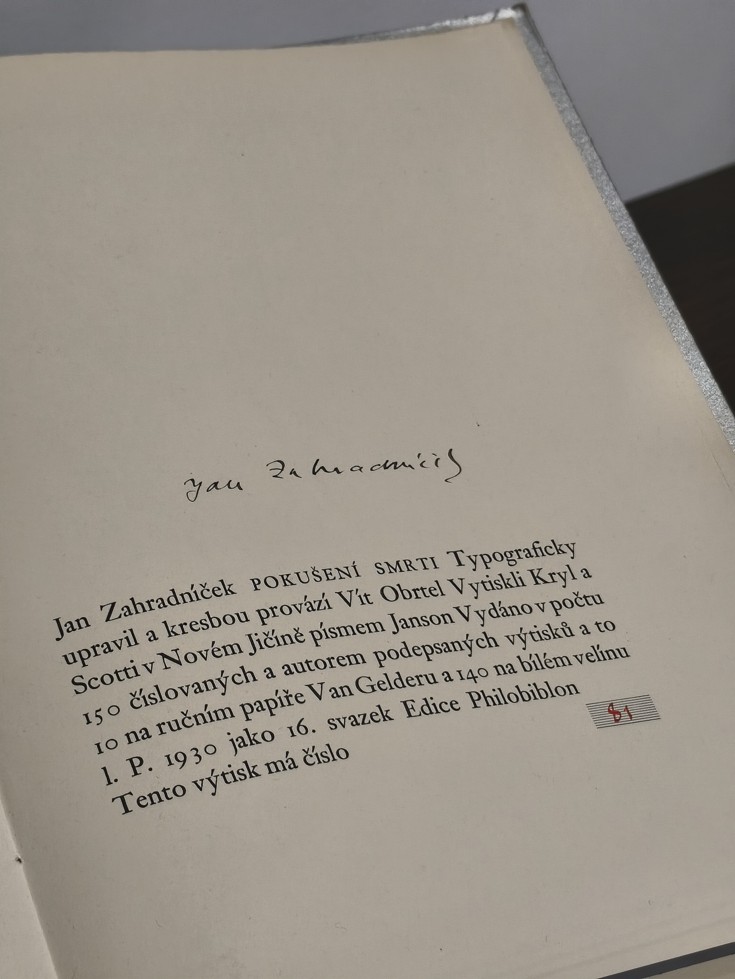 Jan Zahradníček
Jan Zahradníček POKUŠENÍ SMRTI Typograficky
upravil a kresbou provází Vít Obrtel Vytiskli Kryl a
Scotti v Novém Jičíně písmem Janson Vydáno v počtu
150 číslovaných a autorem podepsaných výtisků a to
10 na ručním papíře Van Gelderu a 140 na bílém velínu
l. P. 1930 jako 16. svazek Edice Philobiblon
Tento výtisk má číslo
81